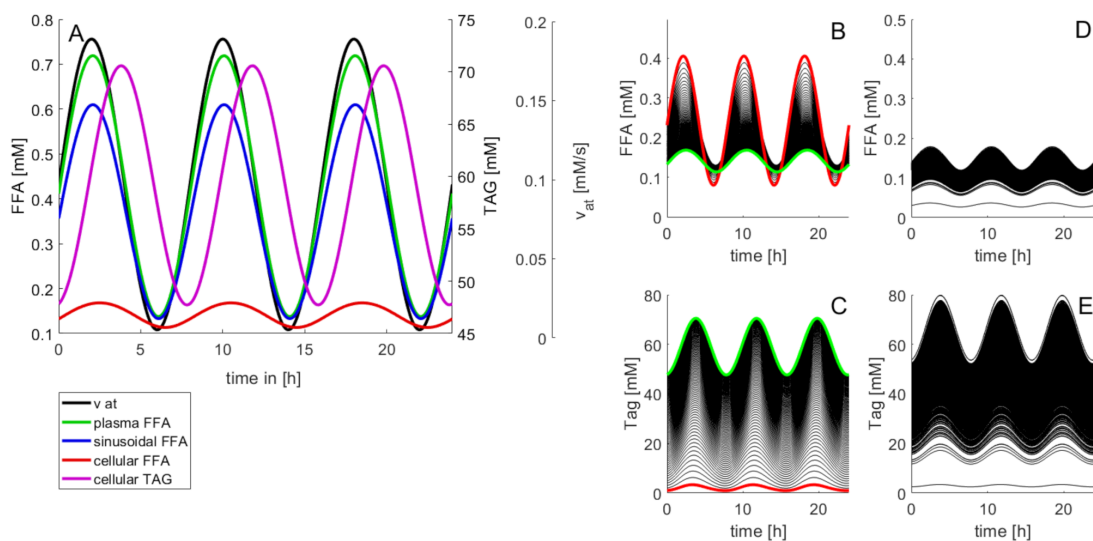 A
0.8
0.7
0.6
0.5
0.4
0.3
0.2
0.1
FFA [mM]
0
5
10
15
20
time in [h]
75
70
65
60
55
50
45
TAG [mM]
0.2
0.15
0.1
0.05
0
v at [mM/s]
v at
plasma FFA
sinusoidal FFA
cellular FFA
cellular TAG
B
0.4
0.3
0.2
0.1
0
FFA [mM]
0
10
20
time [h]
D
0.5
0.4
0.3
0.2
0.1
0
FFA [mM]
0
10
20
time [h]
C
80
60
40
20
0
Tag [mM]
0
10
20
time [h]
E
80
60
40
20
0
Tag [mM]
0
10
20
time [h]